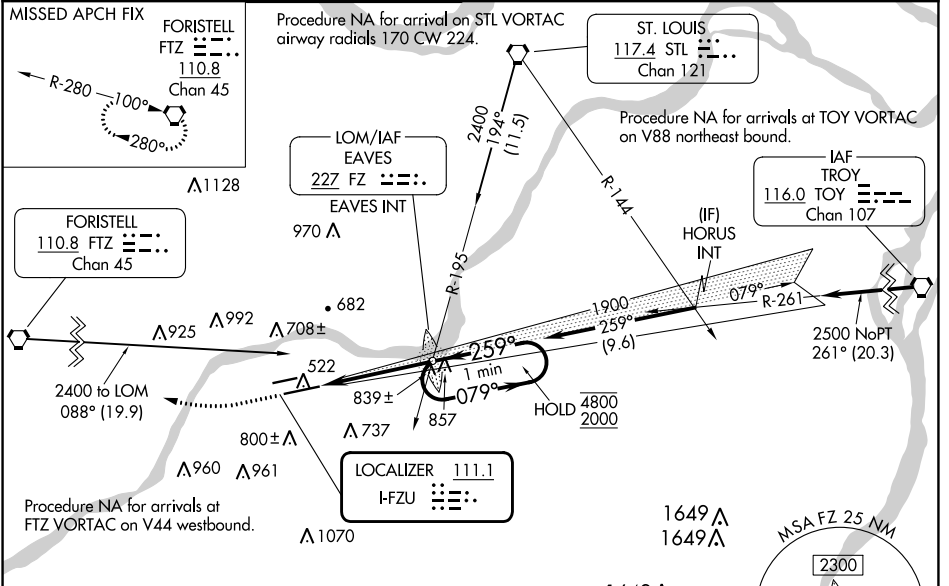 MISSED APCH FIX
FORISTELL
FTZ
110.8
Chan 45
R-280
100°
280°
Procedure NA for arrival on STL VORTAC
airway radials 170 CW 224.
ST. LOUIS
117.4 STL
Chan 121
2400
194°
(11.5)
Procedure NA for arrivals at TOY VORTAC
on V88 northeast bound.
LOM/IAF
EAVES
227 FZ
EAVES INT
IAF
TROY
116.0 TOY
Chan 107
1128
R-144
(IF)
HORUS
INT
FORISTELL
110.8 FTZ
Chan 45
970
R-195
682
1900
079°
R-261
259°
(9.6)
2500 NoPT
261° (20.3)
925
992
708±
259°
1 min
079°
522
2400 to LOM
088° (19.9)
839±
857
HOLD 4800
2000
800±
737
960
961
LOCALIZER 111.1
I-FZU
Procedure NA for arrivals at
FTZ VORTAC on V44 westbound.
1070
1649
1649
MSA FZ 25 NM
2300